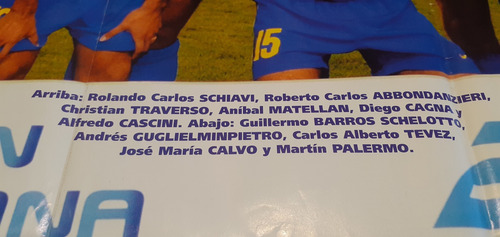 15
Arriba: Rolando Carlos SCHIAVI, Roberto Carlos ABBONDANZIERI,
Christian TRAVERSO, Aníbal MATELLAN, Diego CAGNA y
Alfredo CASCINI. Abajo: Guillermo BARROS SCHELOTTO,
Andrés GUGLIELMINPIETRO, Carlos Alberto TEVEZ,
José María CALVO y Martín PALERMO.